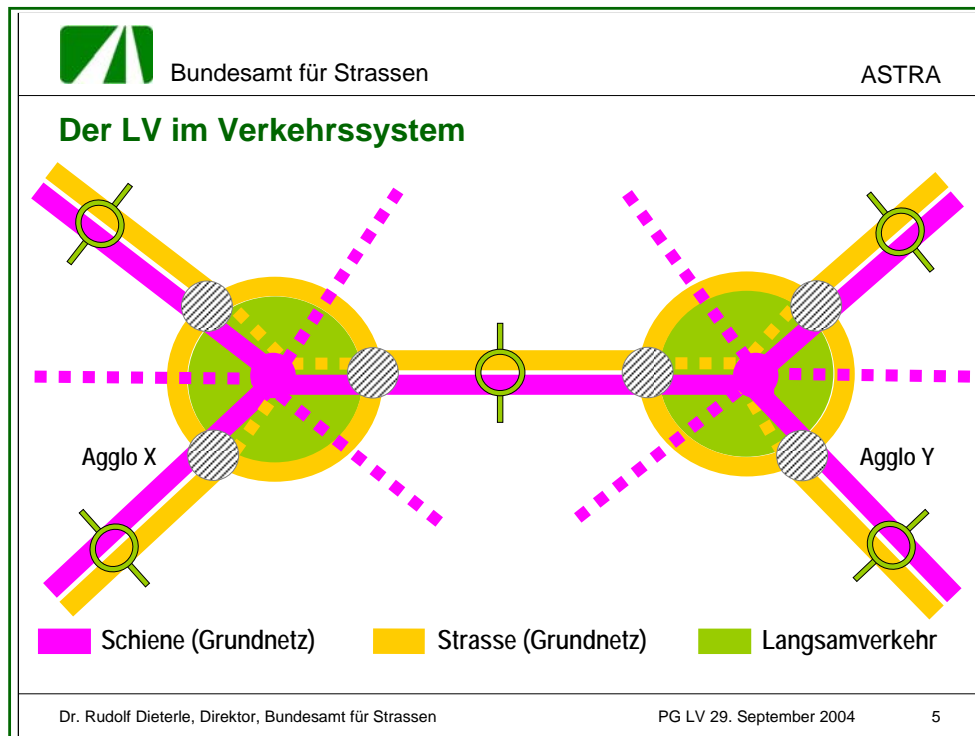 Bundesamt für Strassen
ASTRA
Der LV im Verkehrssystem
Agglo X
Agglo Y
Schiene (Grundnetz)
Strasse (Grundnetz)
Langsamverkehr
Dr. Rudolf Dieterle, Direktor, Bundesamt für Strassen
PG LV 29. September 2004
5